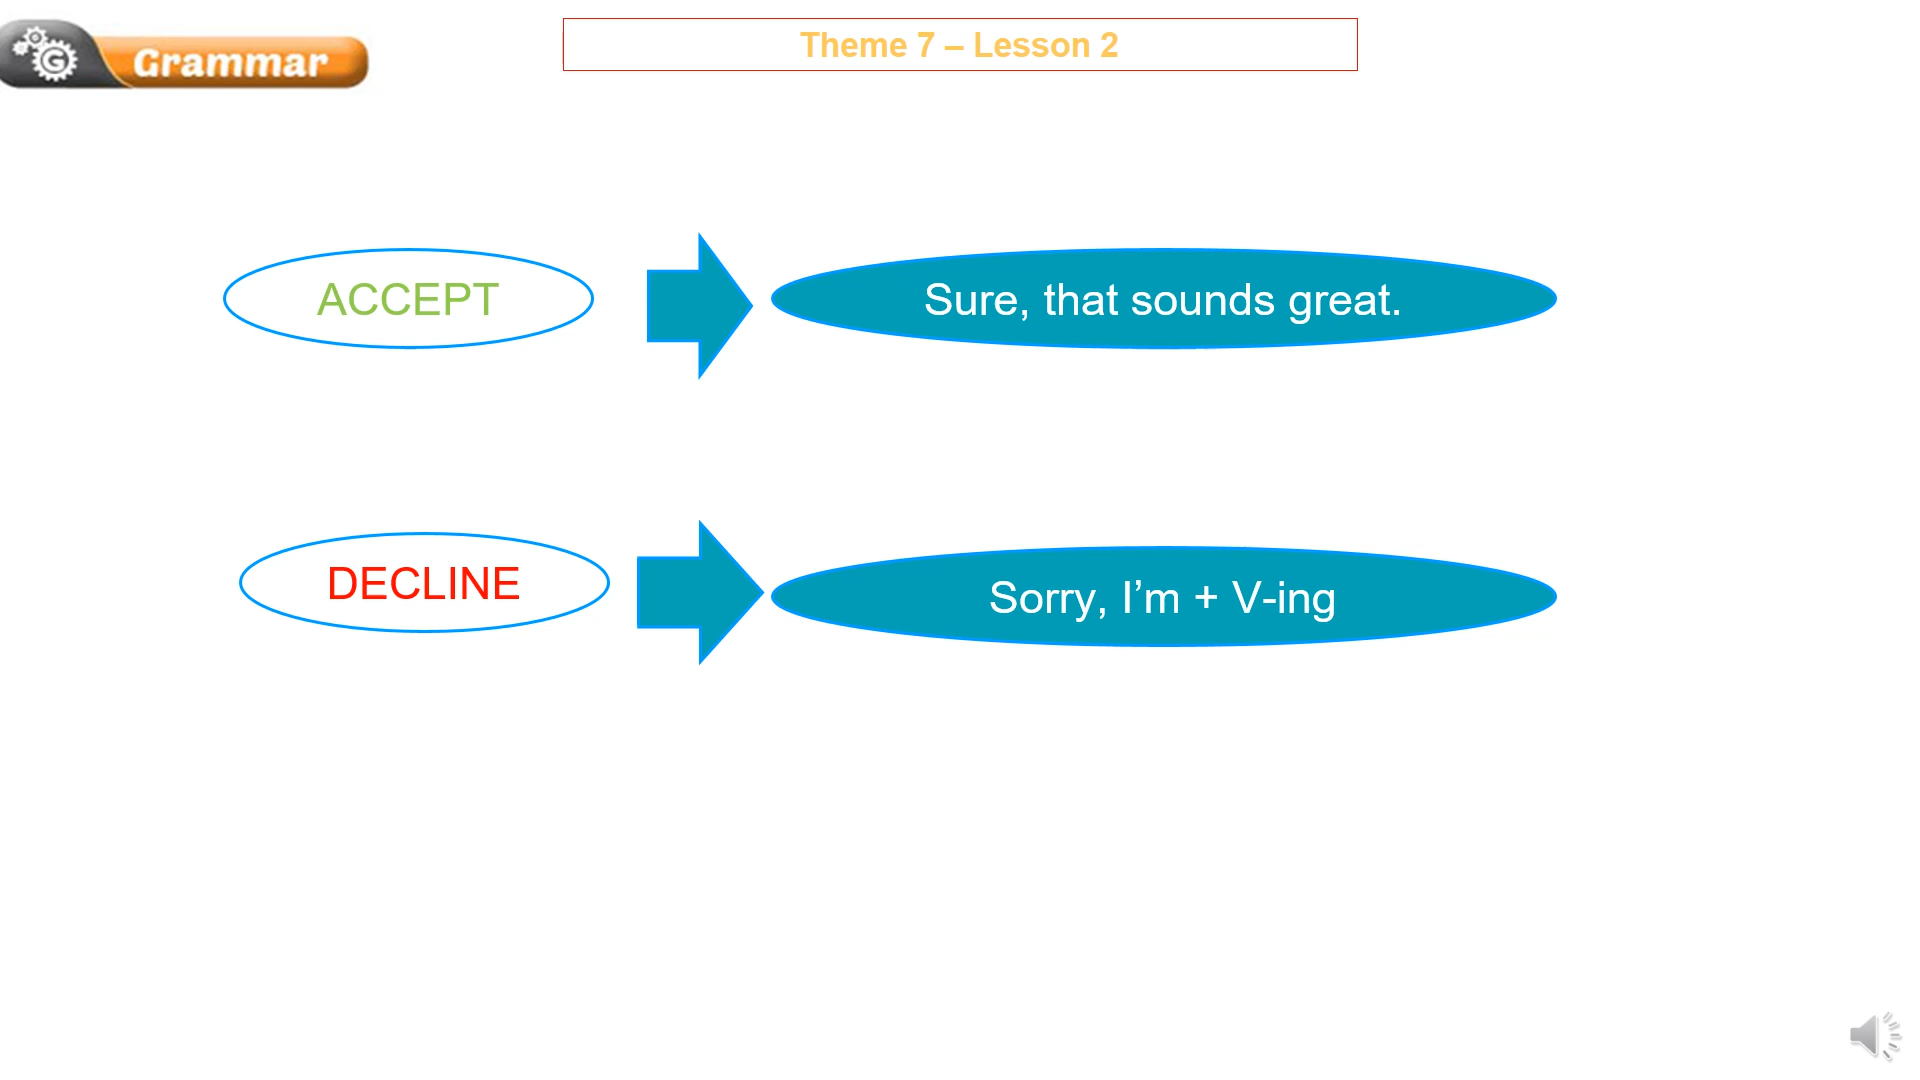 Grammar
Theme 7 – Lesson 2
ACCEPT
Sure, that sounds great.
DECLINE
Sorry, I’m + V-ing